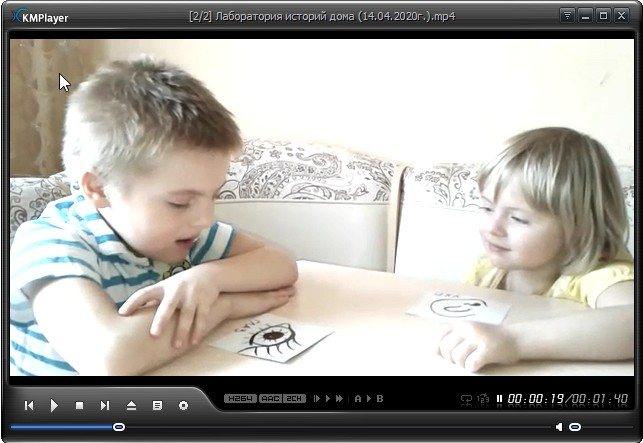 KMPlayer
[2/2] Лаборатория историй дома (14.04.2020г.).mp4
ГЛАЗ
H264 AAC 2CH
A B
00:00:19/00:01:40